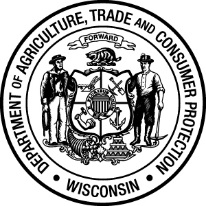 DEPARTMENT OF AGRICULTURE, TRADE AND CONSUMER PROTECTION
• WISCONSIN •
FORWARD